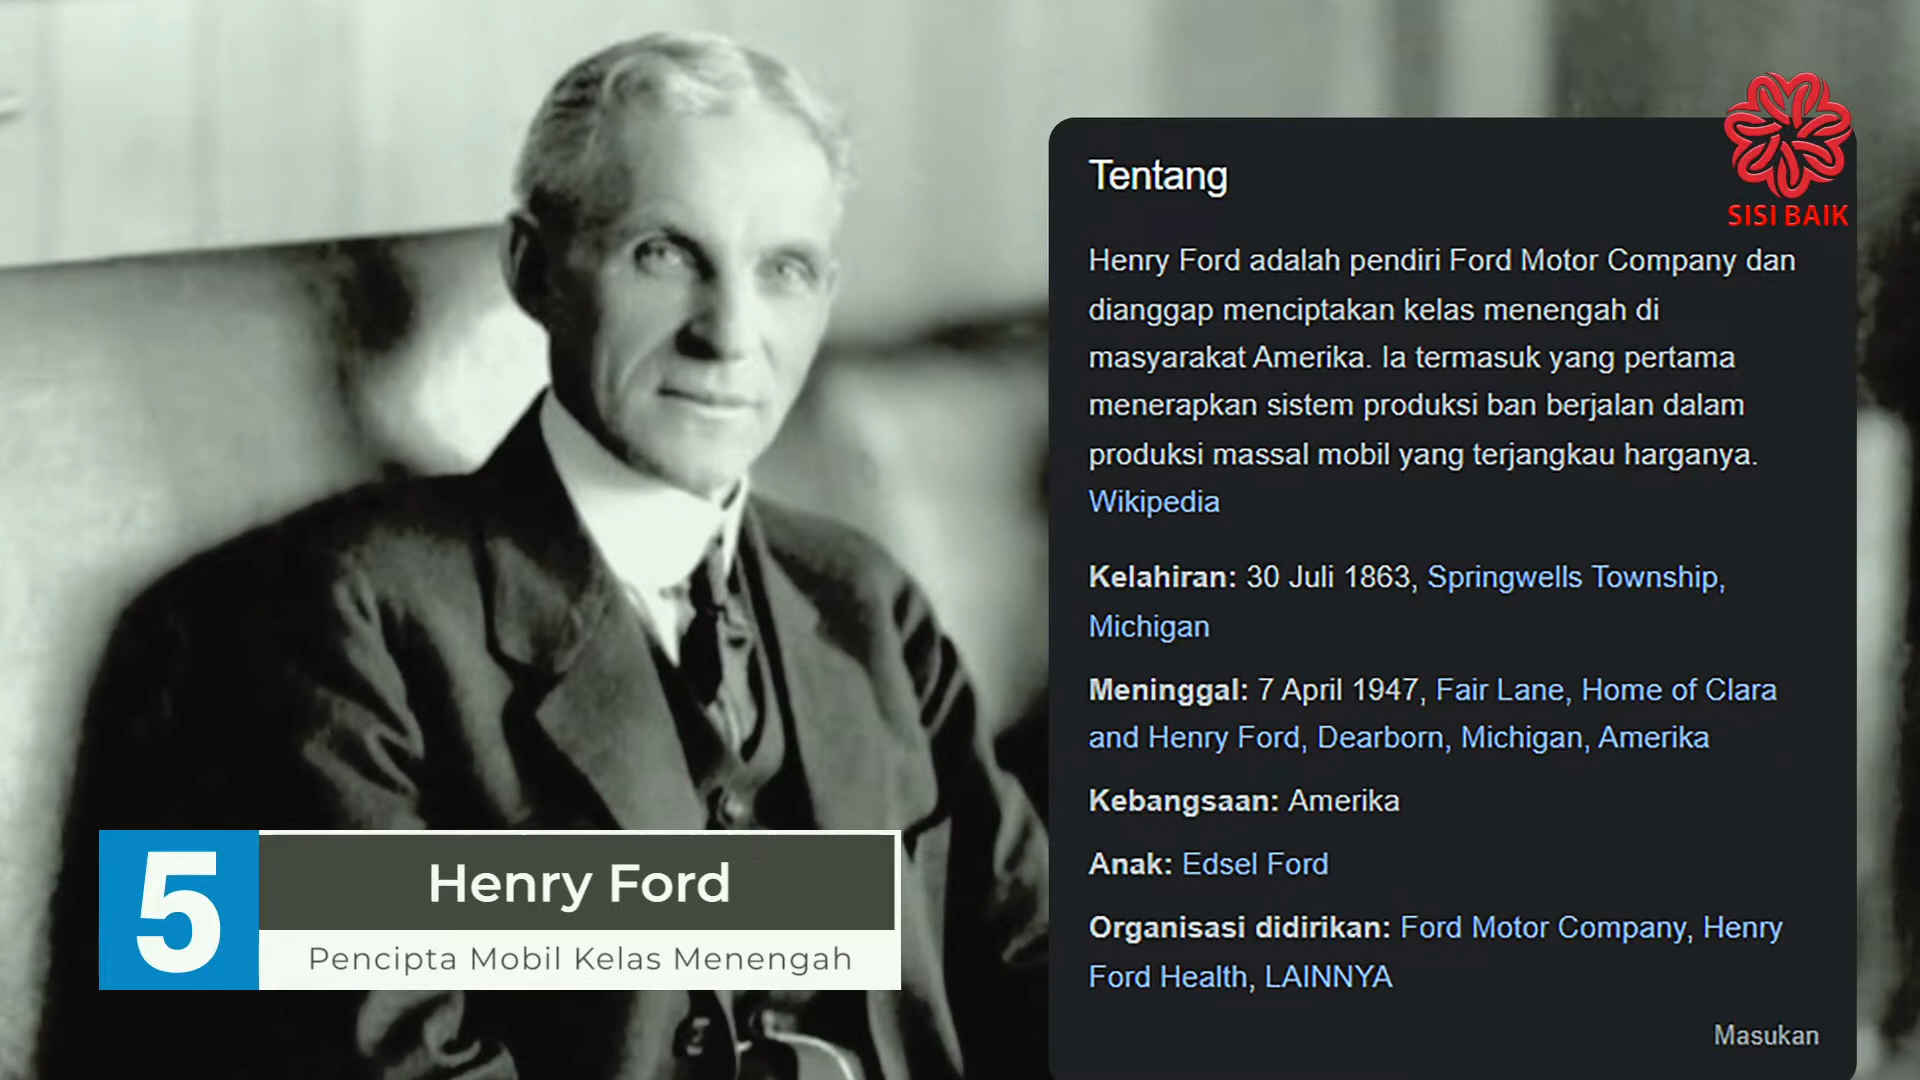 SISI BAIK
Tentang
Henry Ford adalah pendiri Ford Motor Company dan
dianggap menciptakan kelas menengah di
masyarakat Amerika. Ia termasuk yang pertama
menerapkan sistem produksi ban berjalan dalam
produksi massal mobil yang terjangkau harganya.
Wikipedia
Kelahiran: 30 Juli 1863, Springwells Township,
Michigan
Meninggal: 7 April 1947, Fair Lane, Home of Clara
and Henry Ford, Dearborn, Michigan, Amerika
Kebangsaan: Amerika
Anak: Edsel Ford
Organisasi didirikan: Ford Motor Company, Henry
Ford Health, LAINNYA
Masukan
5
Henry Ford
Pencipta Mobil Kelas Menengah